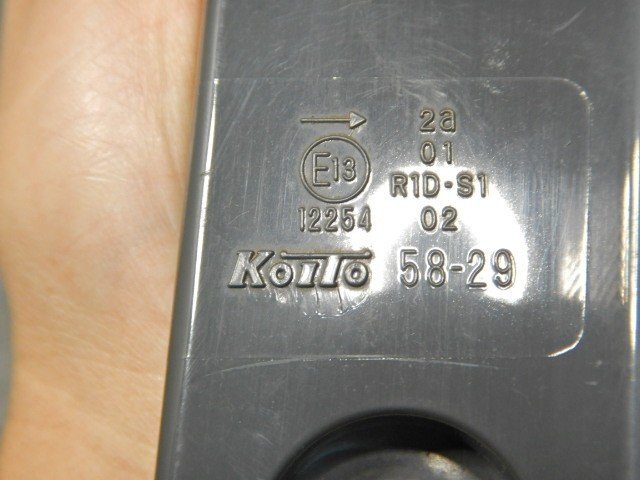 → 2a
E13 01
R1D-S1
12254 02
KOITO 58-29